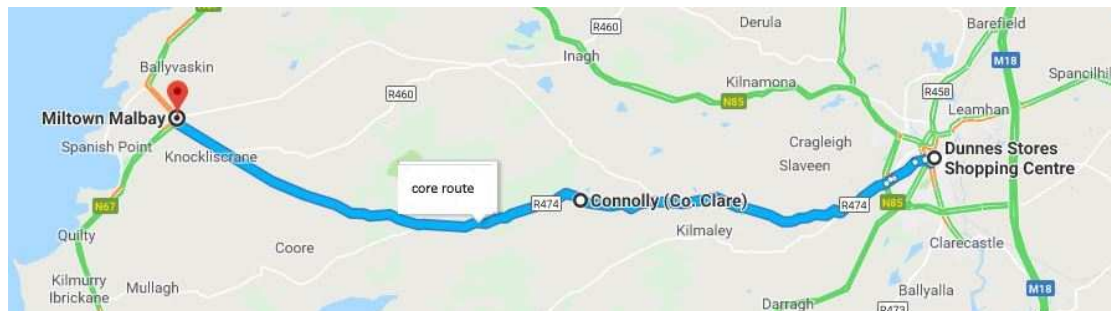 R460
Derula
Barefield
Inagh
Ballyvaskin
Kilnamona
M18
Spancilhil
R460
N85
R458
Leamhan
Miltown Malbay
Cragleigh
Spanish Point
Slaveen
Dunnes Stores
Shopping Centre
Knockliscrane
core route
R474
Connolly (Co. Clare)
N67
R474
N85
Quilty
Kilmaley
Coore
Clarecastle
Kilmurry
Ibrickane
Mullagh
Ballyalla
M18
Darragh
R473